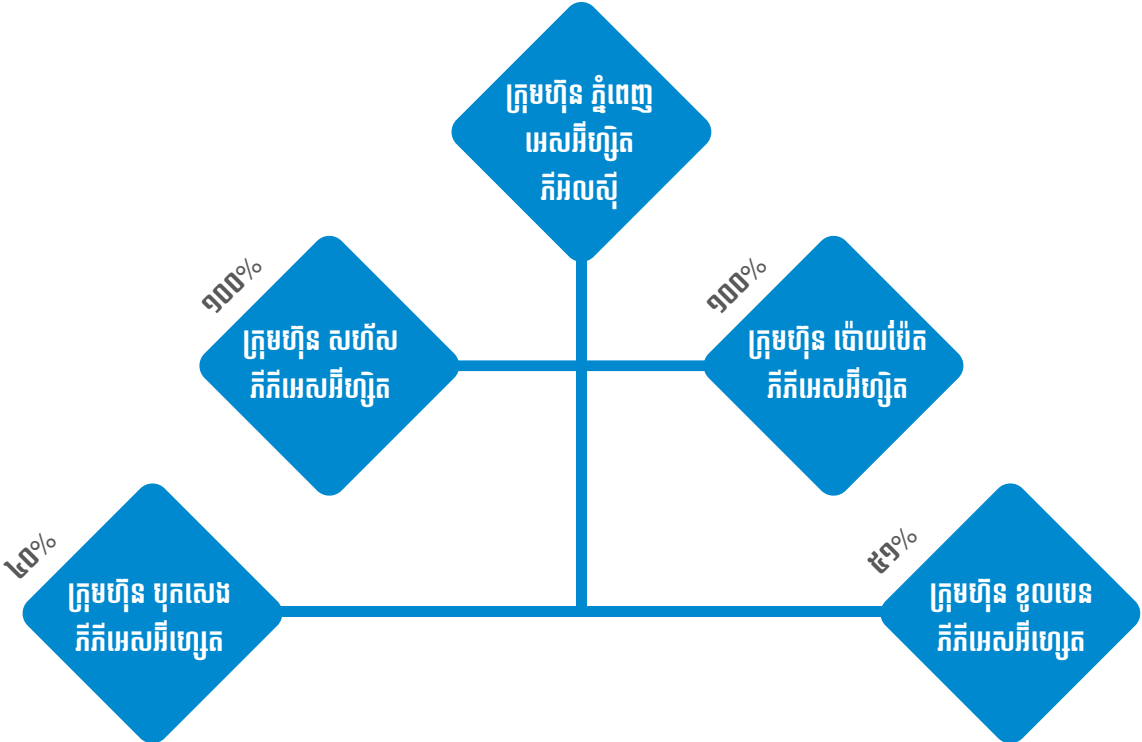 ក្រុមហ៊ុន ភ្នំពេញ
អេសអ៊ីហ្ស៊ិត
ភីអិលស៊ី
១០០%
១០០%
ក្រុមហ៊ុន សហ័ស
ភីភីអេសអ៊ីហ្ស៊ិត
ក្រុមហ៊ុន ប៉ោយប៉ែត
ភីភីអេសអ៊ីហ្ស៊ិត
៤០%
៥១%
ក្រុមហ៊ុន បុកសេង
ភីភីអេសអ៊ីហ្សេត
ក្រុមហ៊ុន ខូលបេន
ភីភីអេសអ៊ីហ្សេត